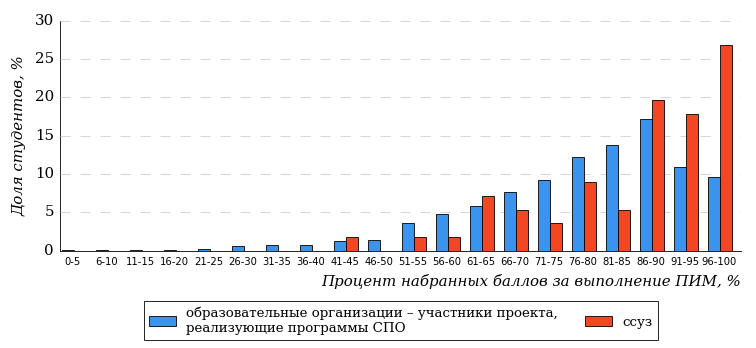 Доля студентов, %
30
25
20
15
10
5
0
0-5 6-10 11-15 16-20 21-25 26-30 31-35 36-40 41-45 46-50 51-55 56-60 61-65 66-70 71-75 76-80 81-85 86-90 91-95 96-100
Процент набранных баллов за выполнение ПИМ, %
образовательные организации – участники проекта,
реализующие программы СПО
ссуз